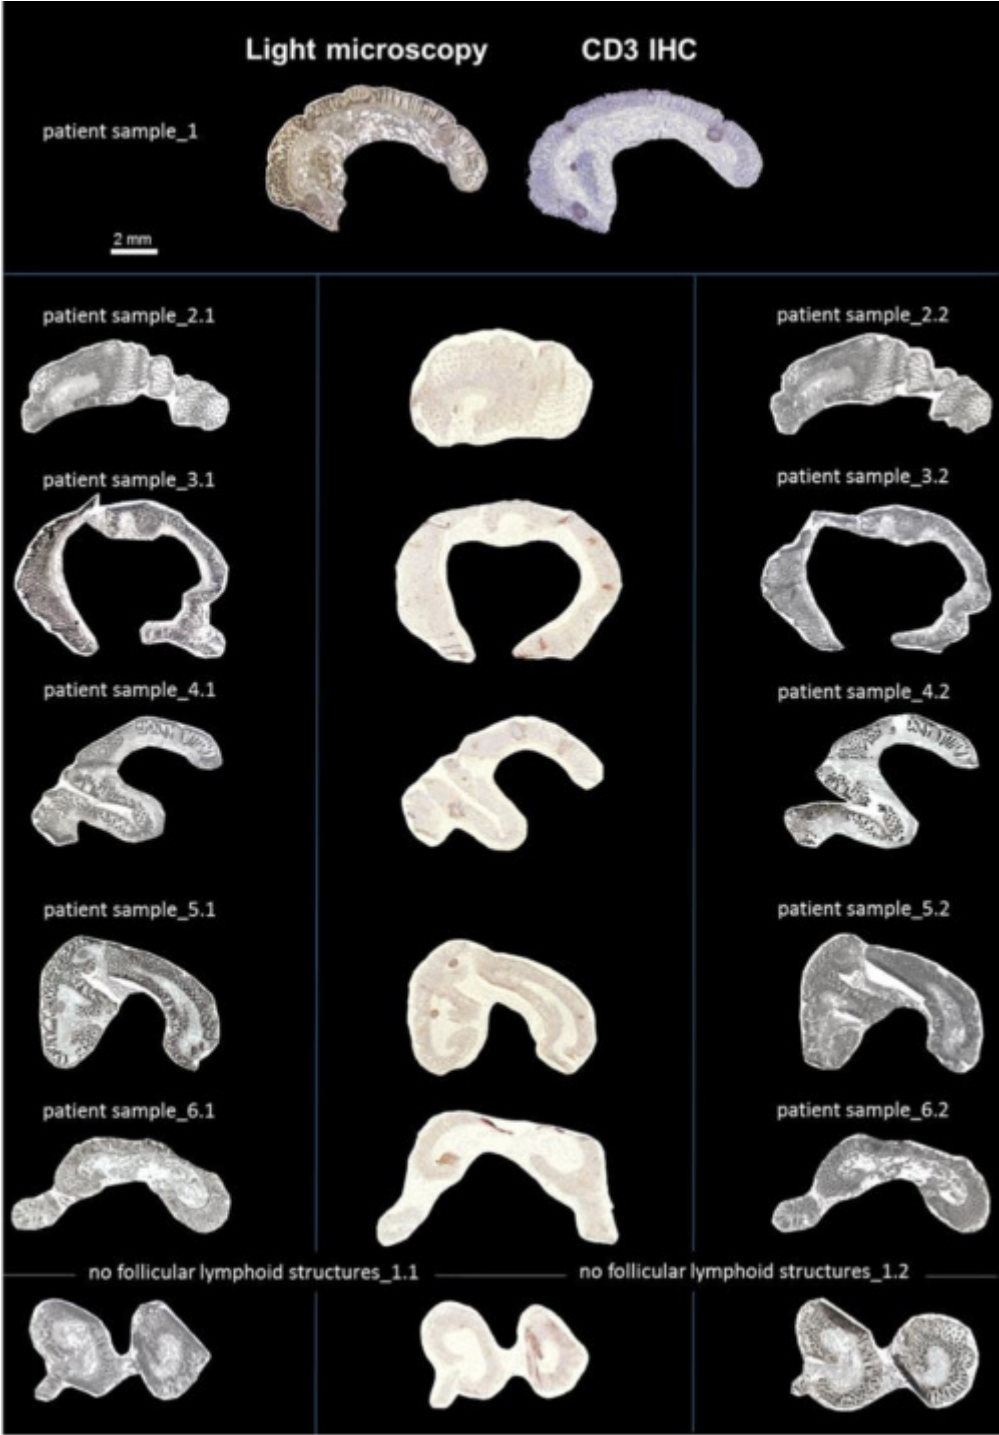 Light microscopy CD3 IHC
patient sample_1
2 mm
patient sample_2.1 patient sample_2.2
patient sample_3.1 patient sample_3.2
patient sample_4.1 patient sample_4.2
patient sample_5.1 patient sample_5.2
patient sample_6.1 patient sample_6.2
no follicular lymphoid structures_1.1 no follicular lymphoid structures_1.2